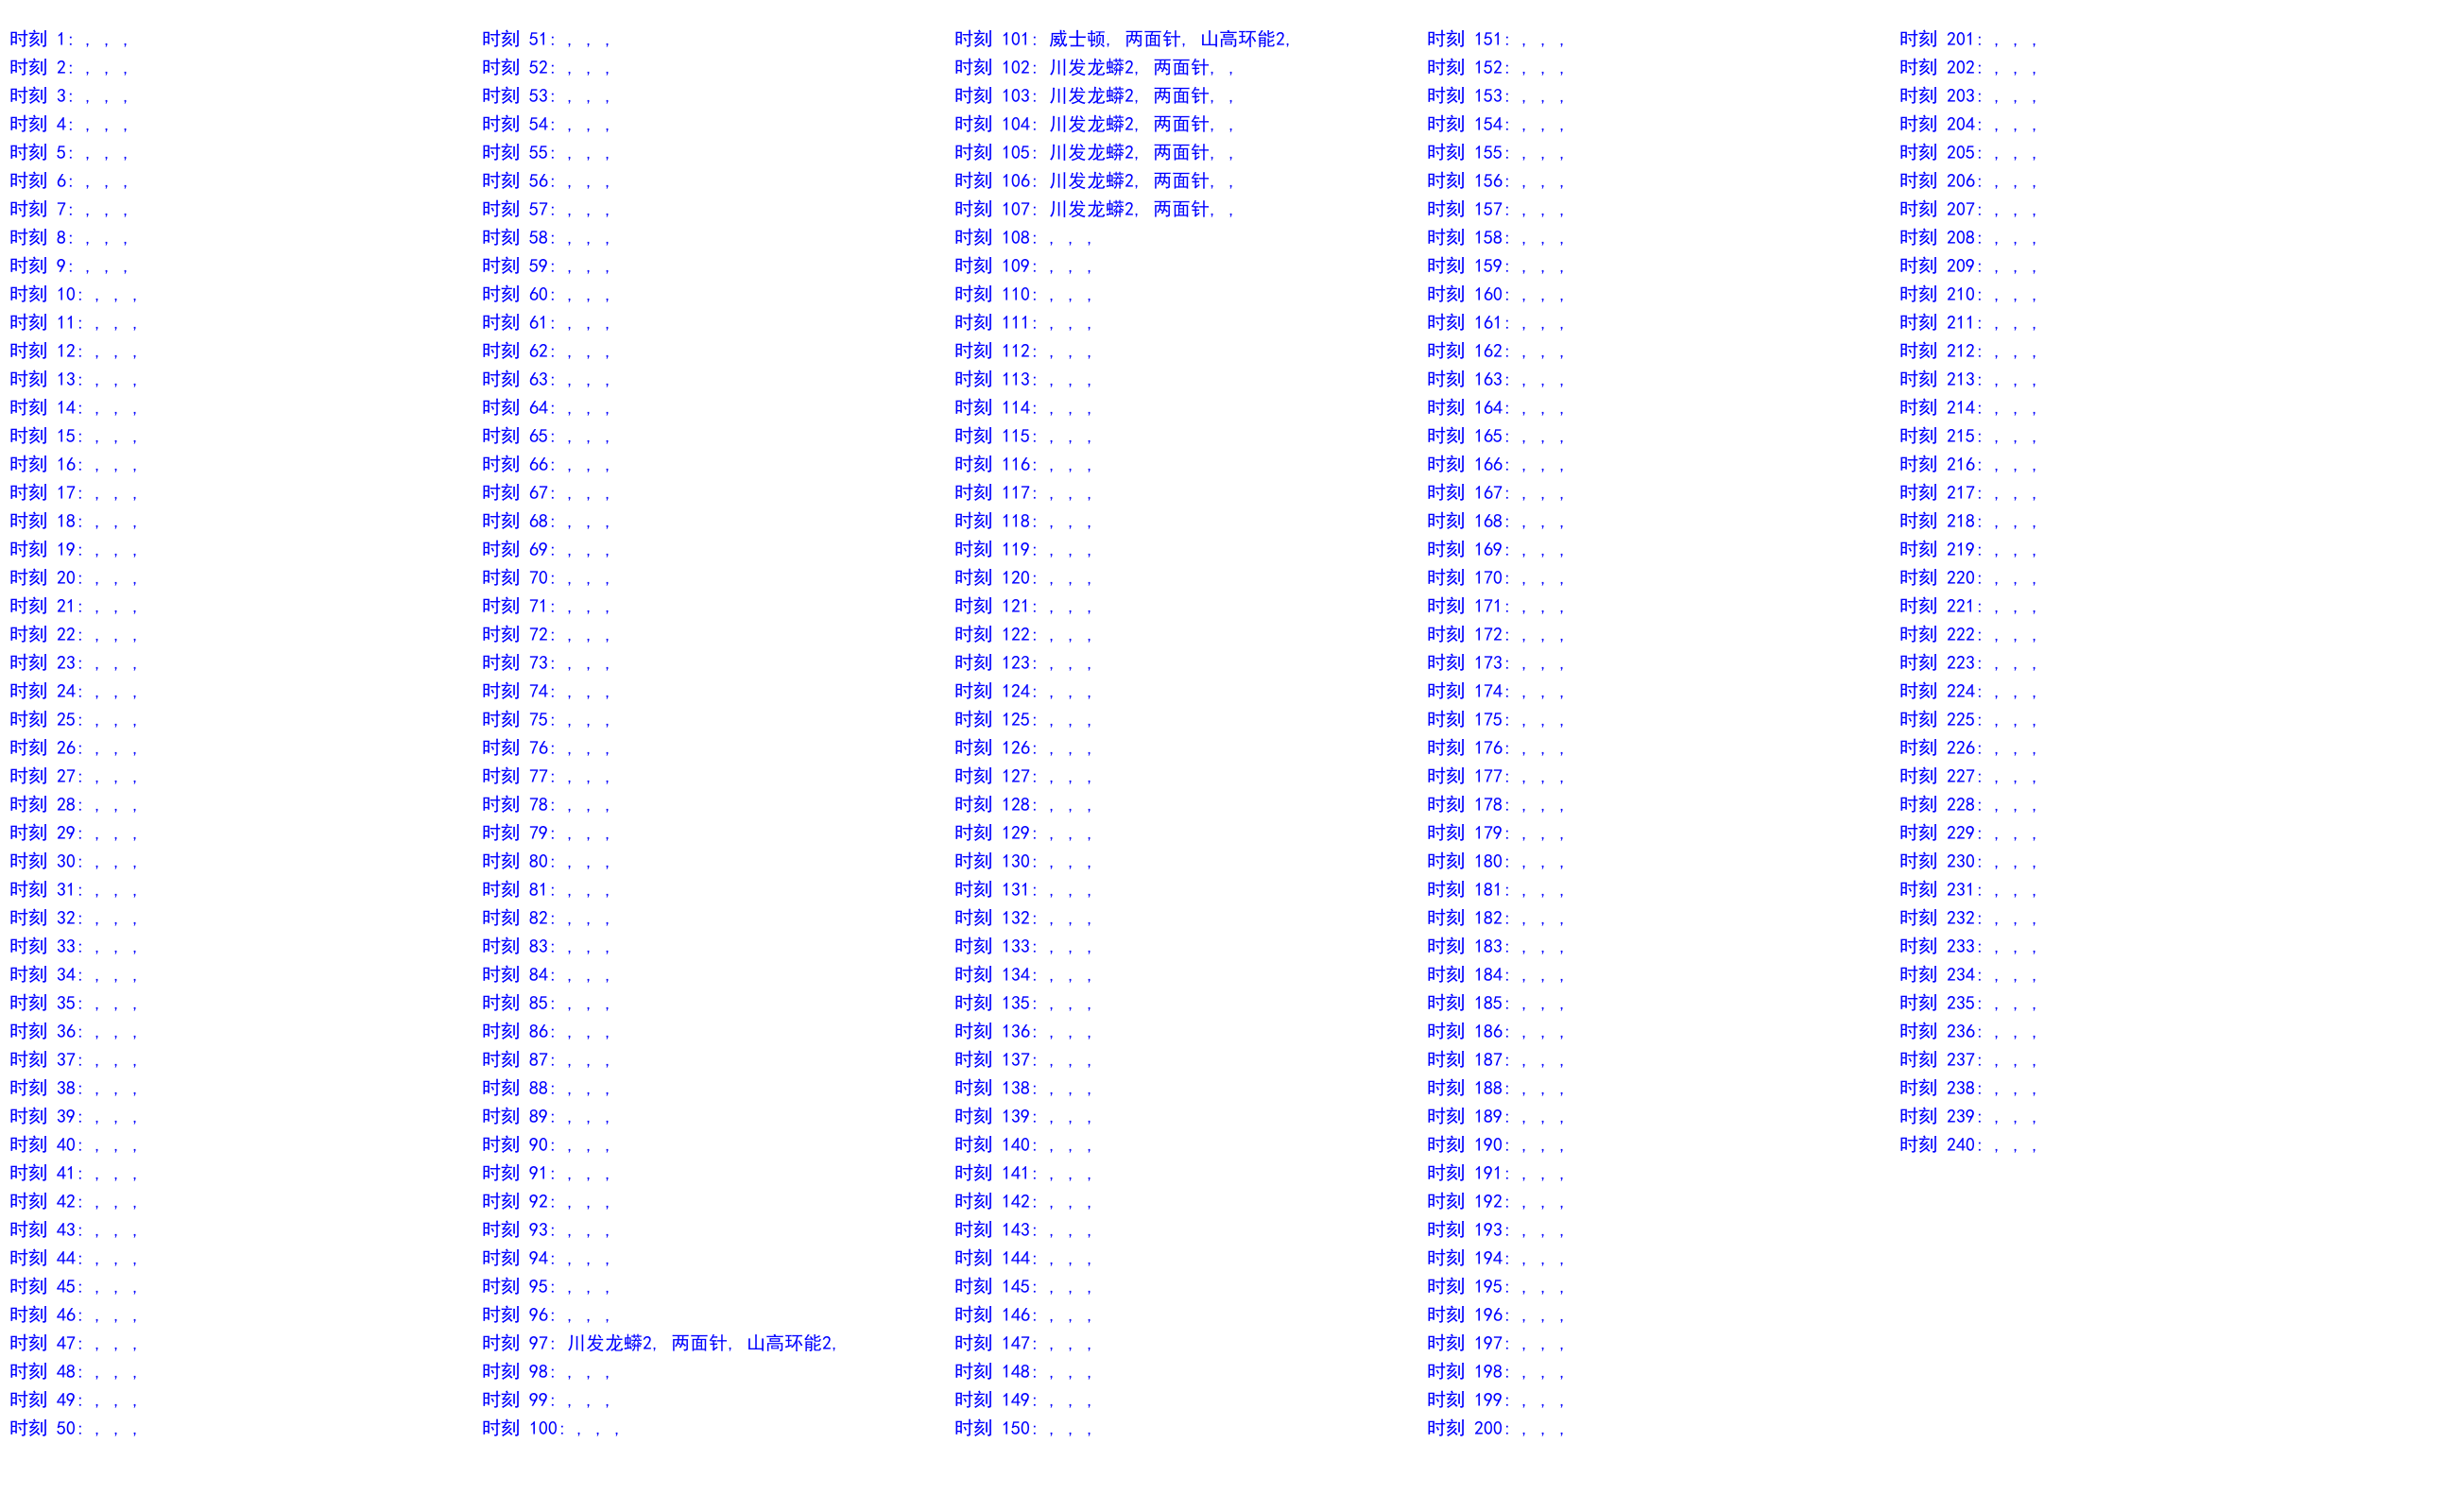 时刻 1: , , ,
时刻 2: , , ,
时刻 3: , , ,
时刻 4: , , ,
时刻 5: , , ,
时刻 6: , , ,
时刻 7: , , ,
时刻 8: , , ,
时刻 9: , , ,
时刻 10: , , ,
时刻 11: , , ,
时刻 12: , , ,
时刻 13: , , ,
时刻 14: , , ,
时刻 15: , , ,
时刻 16: , , ,
时刻 17: , , ,
时刻 18: , , ,
时刻 19: , , ,
时刻 20: , , ,
时刻 21: , , ,
时刻 22: , , ,
时刻 23: , , ,
时刻 24: , , ,
时刻 25: , , ,
时刻 26: , , ,
时刻 27: , , ,
时刻 28: , , ,
时刻 29: , , ,
时刻 30: , , ,
时刻 31: , , ,
时刻 32: , , ,
时刻 33: , , ,
时刻 34: , , ,
时刻 35: , , ,
时刻 36: , , ,
时刻 37: , , ,
时刻 38: , , ,
时刻 39: , , ,
时刻 40: , , ,
时刻 41: , , ,
时刻 42: , , ,
时刻 43: , , ,
时刻 44: , , ,
时刻 45: , , ,
时刻 46: , , ,
时刻 47: , , ,
时刻 48: , , ,
时刻 49: , , ,
时刻 50: , , ,
时刻 51: , , ,
时刻 52: , , ,
时刻 53: , , ,
时刻 54: , , ,
时刻 55: , , ,
时刻 56: , , ,
时刻 57: , , ,
时刻 58: , , ,
时刻 59: , , ,
时刻 60: , , ,
时刻 61: , , ,
时刻 62: , , ,
时刻 63: , , ,
时刻 64: , , ,
时刻 65: , , ,
时刻 66: , , ,
时刻 67: , , ,
时刻 68: , , ,
时刻 69: , , ,
时刻 70: , , ,
时刻 71: , , ,
时刻 72: , , ,
时刻 73: , , ,
时刻 74: , , ,
时刻 75: , , ,
时刻 76: , , ,
时刻 77: , , ,
时刻 78: , , ,
时刻 79: , , ,
时刻 80: , , ,
时刻 81: , , ,
时刻 82: , , ,
时刻 83: , , ,
时刻 84: , , ,
时刻 85: , , ,
时刻 86: , , ,
时刻 87: , , ,
时刻 88: , , ,
时刻 89: , , ,
时刻 90: , , ,
时刻 91: , , ,
时刻 92: , , ,
时刻 93: , , ,
时刻 94: , , ,
时刻 95: , , ,
时刻 96: , , ,
时刻 97: 川发龙蟒2, 两面针, 山高环能2,
时刻 98: , , ,
时刻 99: , , ,
时刻 100: , , ,
时刻 101: 威士顿, 两面针, 山高环能2,
时刻 102: 川发龙蟒2, 两面针, ,
时刻 103: 川发龙蟒2, 两面针, ,
时刻 104: 川发龙蟒2, 两面针, ,
时刻 105: 川发龙蟒2, 两面针, ,
时刻 106: 川发龙蟒2, 两面针, ,
时刻 107: 川发龙蟒2, 两面针, ,
时刻 108: , , ,
时刻 109: , , ,
时刻 110: , , ,
时刻 111: , , ,
时刻 112: , , ,
时刻 113: , , ,
时刻 114: , , ,
时刻 115: , , ,
时刻 116: , , ,
时刻 117: , , ,
时刻 118: , , ,
时刻 119: , , ,
时刻 120: , , ,
时刻 121: , , ,
时刻 122: , , ,
时刻 123: , , ,
时刻 124: , , ,
时刻 125: , , ,
时刻 126: , , ,
时刻 127: , , ,
时刻 128: , , ,
时刻 129: , , ,
时刻 130: , , ,
时刻 131: , , ,
时刻 132: , , ,
时刻 133: , , ,
时刻 134: , , ,
时刻 135: , , ,
时刻 136: , , ,
时刻 137: , , ,
时刻 138: , , ,
时刻 139: , , ,
时刻 140: , , ,
时刻 141: , , ,
时刻 142: , , ,
时刻 143: , , ,
时刻 144: , , ,
时刻 145: , , ,
时刻 146: , , ,
时刻 147: , , ,
时刻 148: , , ,
时刻 149: , , ,
时刻 150: , , ,
时刻 151: , , ,
时刻 152: , , ,
时刻 153: , , ,
时刻 154: , , ,
时刻 155: , , ,
时刻 156: , , ,
时刻 157: , , ,
时刻 158: , , ,
时刻 159: , , ,
时刻 160: , , ,
时刻 161: , , ,
时刻 162: , , ,
时刻 163: , , ,
时刻 164: , , ,
时刻 165: , , ,
时刻 166: , , ,
时刻 167: , , ,
时刻 168: , , ,
时刻 169: , , ,
时刻 170: , , ,
时刻 171: , , ,
时刻 172: , , ,
时刻 173: , , ,
时刻 174: , , ,
时刻 175: , , ,
时刻 176: , , ,
时刻 177: , , ,
时刻 178: , , ,
时刻 179: , , ,
时刻 180: , , ,
时刻 181: , , ,
时刻 182: , , ,
时刻 183: , , ,
时刻 184: , , ,
时刻 185: , , ,
时刻 186: , , ,
时刻 187: , , ,
时刻 188: , , ,
时刻 189: , , ,
时刻 190: , , ,
时刻 191: , , ,
时刻 192: , , ,
时刻 193: , , ,
时刻 194: , , ,
时刻 195: , , ,
时刻 196: , , ,
时刻 197: , , ,
时刻 198: , , ,
时刻 199: , , ,
时刻 200: , , ,
时刻 201: , , ,
时刻 202: , , ,
时刻 203: , , ,
时刻 204: , , ,
时刻 205: , , ,
时刻 206: , , ,
时刻 207: , , ,
时刻 208: , , ,
时刻 209: , , ,
时刻 210: , , ,
时刻 211: , , ,
时刻 212: , , ,
时刻 213: , , ,
时刻 214: , , ,
时刻 215: , , ,
时刻 216: , , ,
时刻 217: , , ,
时刻 218: , , ,
时刻 219: , , ,
时刻 220: , , ,
时刻 221: , , ,
时刻 222: , , ,
时刻 223: , , ,
时刻 224: , , ,
时刻 225: , , ,
时刻 226: , , ,
时刻 227: , , ,
时刻 228: , , ,
时刻 229: , , ,
时刻 230: , , ,
时刻 231: , , ,
时刻 232: , , ,
时刻 233: , , ,
时刻 234: , , ,
时刻 235: , , ,
时刻 236: , , ,
时刻 237: , , ,
时刻 238: , , ,
时刻 239: , , ,
时刻 240: , , ,